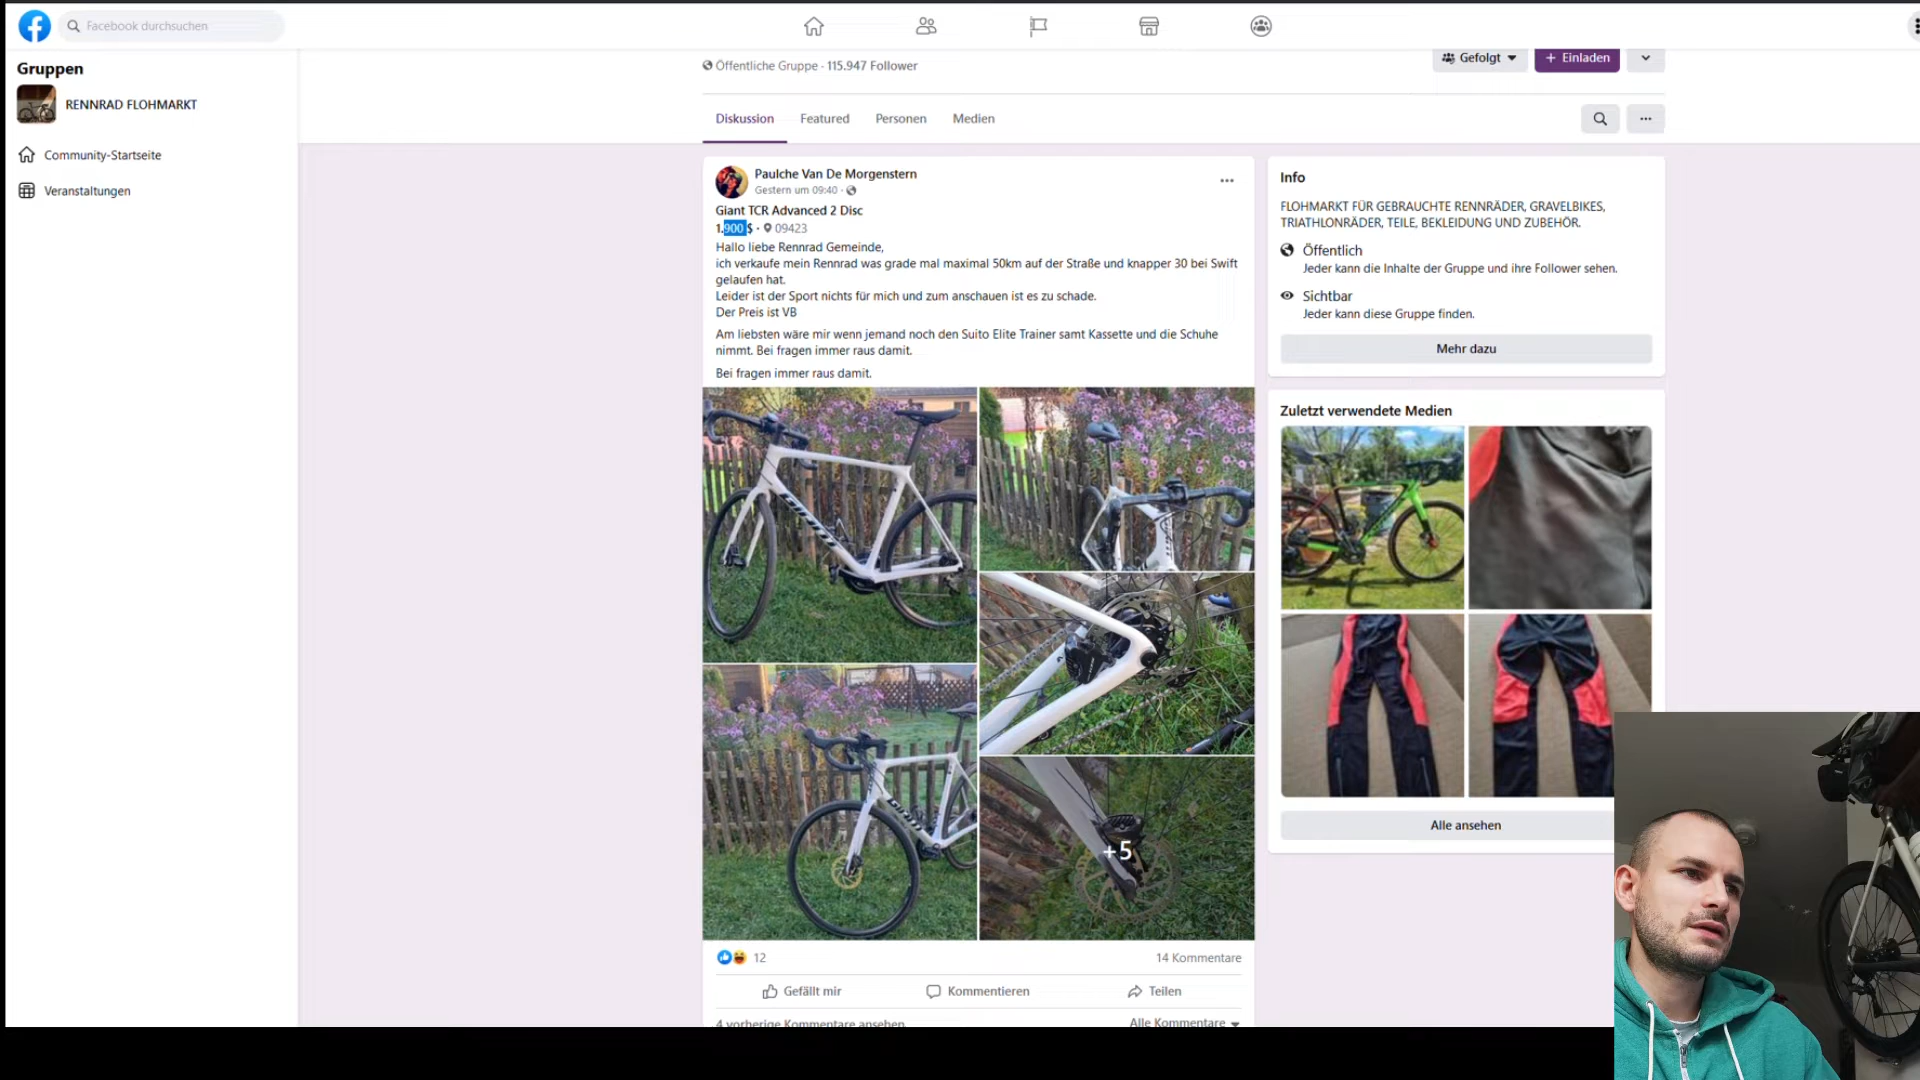 Facebook durchsuchen
Gruppen
RENNRAD FLOHMARKT
Community-Startseite
Veranstaltungen
Öffentliche Gruppe · 115.947 Follower
Gefolgt
+ Einladen
Diskussion
Featured
Personen
Medien
Paulche Van De Morgenstern
Gestern um 09:40 ·
Giant TCR Advanced 2 Disc
1.900 $ · 09423
Hallo liebe Rennrad Gemeinde,
ich verkaufe mein Rennrad was grade mal maximal 50km auf der Straße und knapper 30 bei Swift
gelaufen hat.
Leider ist der Sport nichts für mich und zum anschauen ist es zu schade.
Der Preis ist VB
Am liebsten wäre mir wenn jemand noch den Suito Elite Trainer samt Kassette und die Schuhe
nimmt. Bei fragen immer raus damit.
Bei fragen immer raus damit.
GIANT
GIANT
+5
12
14 Kommentare
Gefällt mir
Kommentieren
Teilen
4 vorherige Kommentare ansehen
Alle Kommentare
Info
FLOHMARKT FÜR GEBRAUCHTE RENNRÄDER, GRAVELBIKES,
TRIATHLONRÄDER, TEILE, BEKLEIDUNG UND ZUBEHÖR.
Öffentlich
Jeder kann die Inhalte der Gruppe und ihre Follower sehen.
Sichtbar
Jeder kann diese Gruppe finden.
Mehr dazu
Zuletzt verwendete Medien
Alle ansehen